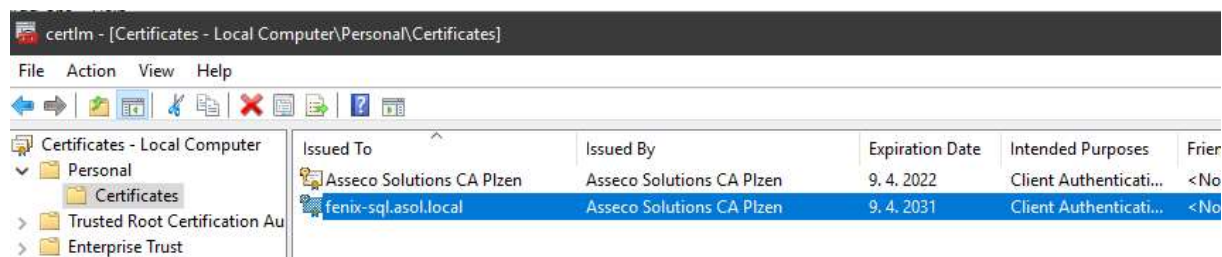 certlm - [Certificates - Local Computer\Personal\Certificates]
File Action View Help
Certificates - Local Computer
Personal
Certificates
Trusted Root Certification Au
Enterprise Trust
Issued To Issued By Expiration Date Intended Purposes Frier
Asseco Solutions CA Plzen Asseco Solutions CA Plzen 9. 4. 2022 Client Authenticati... <No
fenix-sql.asol.local Asseco Solutions CA Plzen 9. 4. 2031 Client Authenticati... <No